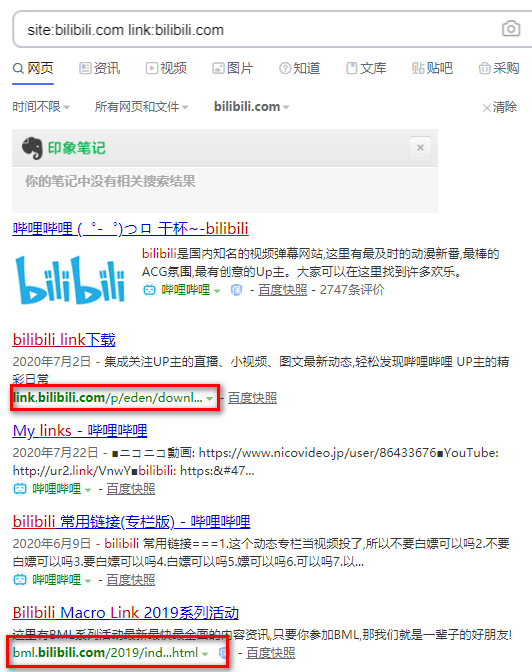 site:bilibili.com link:bilibili.com
网页 资讯 视频 图片 知道 文库 贴吧 采购
时间不限 所有网页和文件 bilibili.com 清除
印象笔记 ×
你的笔记中没有相关搜索结果
哔哩哔哩 (゜-゜)つロ 干杯~-bilibili
bilibili
bilibili是国内知名的视频弹幕网站,这里有最及时的动漫新番,最棒的
ACG氛围,最有创意的Up主。大家可以在这里找到许多欢乐。
哔哩哔哩 - 百度快照 - 2747条评价
bilibili link下载
2020年7月2日 - 集成关注UP主的直播、小视频、图文最新动态,轻松发现哔哩哔哩 UP主的精
彩日常
link.bilibili.com/p/eden/downl... - 百度快照
My links - 哔哩哔哩
2020年7月22日 - ■ニコニコ動画: https://www.nicovideo.jp/user/86433676■YouTube:
http://ur2.link/VnwY■bilibili: https:&#47...
哔哩哔哩 - 百度快照
bilibili 常用链接(专栏版) - 哔哩哔哩
2020年6月9日 - bilibili 常用链接===1.这个动态专栏当视频投了,所以不要白嫖可以吗2.不要
白嫖可以吗3.要白嫖可以吗4.白嫖可以吗5.嫖可以吗6.可以吗7.以...
哔哩哔哩 - 百度快照
Bilibili Macro Link 2019系列活动
这里有BML系列活动最新最快最全面的内容资讯,只要你参加BML,那我们就是一辈子的好朋友!
bml.bilibili.com/2019/ind...html - 百度快照